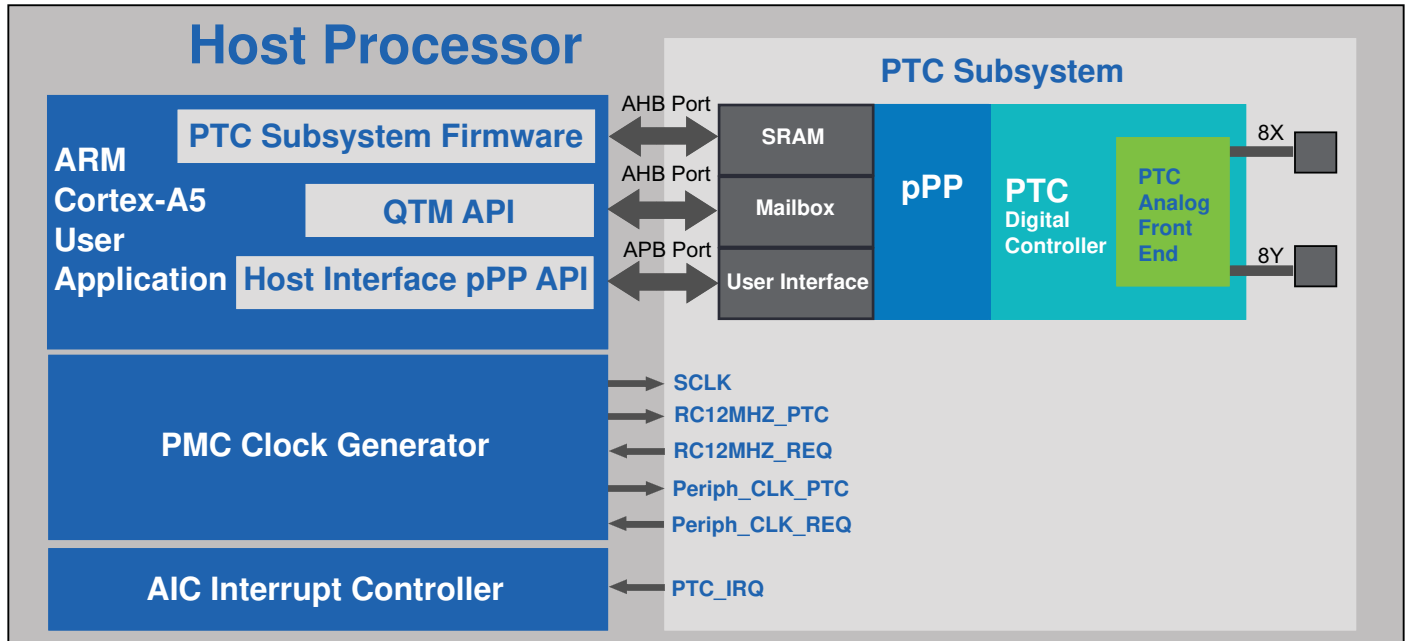 Host Processor
PTC Subsystem
ARM
Cortex-A5
User
Application
PTC Subsystem Firmware
QTM API
Host Interface pPP API
AHB Port
AHB Port
APB Port
SRAM
Mailbox
User Interface
pPP
PTC
Digital
Controller
PTC
Analog
Front
End
8X
8Y
PMC Clock Generator
SCLK
RC12MHZ_PTC
RC12MHZ_REQ
Periph_CLK_PTC
Periph_CLK_REQ
AIC Interrupt Controller
PTC_IRQ